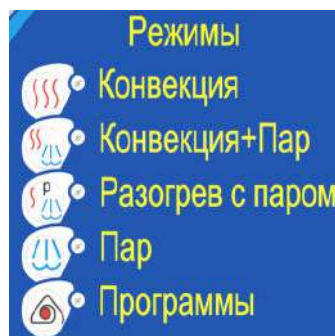 Режимы
Конвекция
Конвекция+Пар
P
Разогрев с паром
Пар
Программы